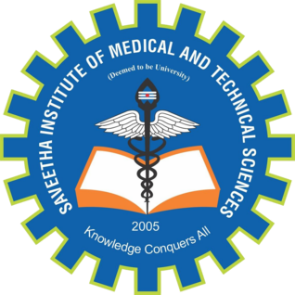 SAVEETHA INSTITUTE OF MEDICAL AND TECHNICAL SCIENCES
(Deemed to be University)
2005
Knowledge Conquers All